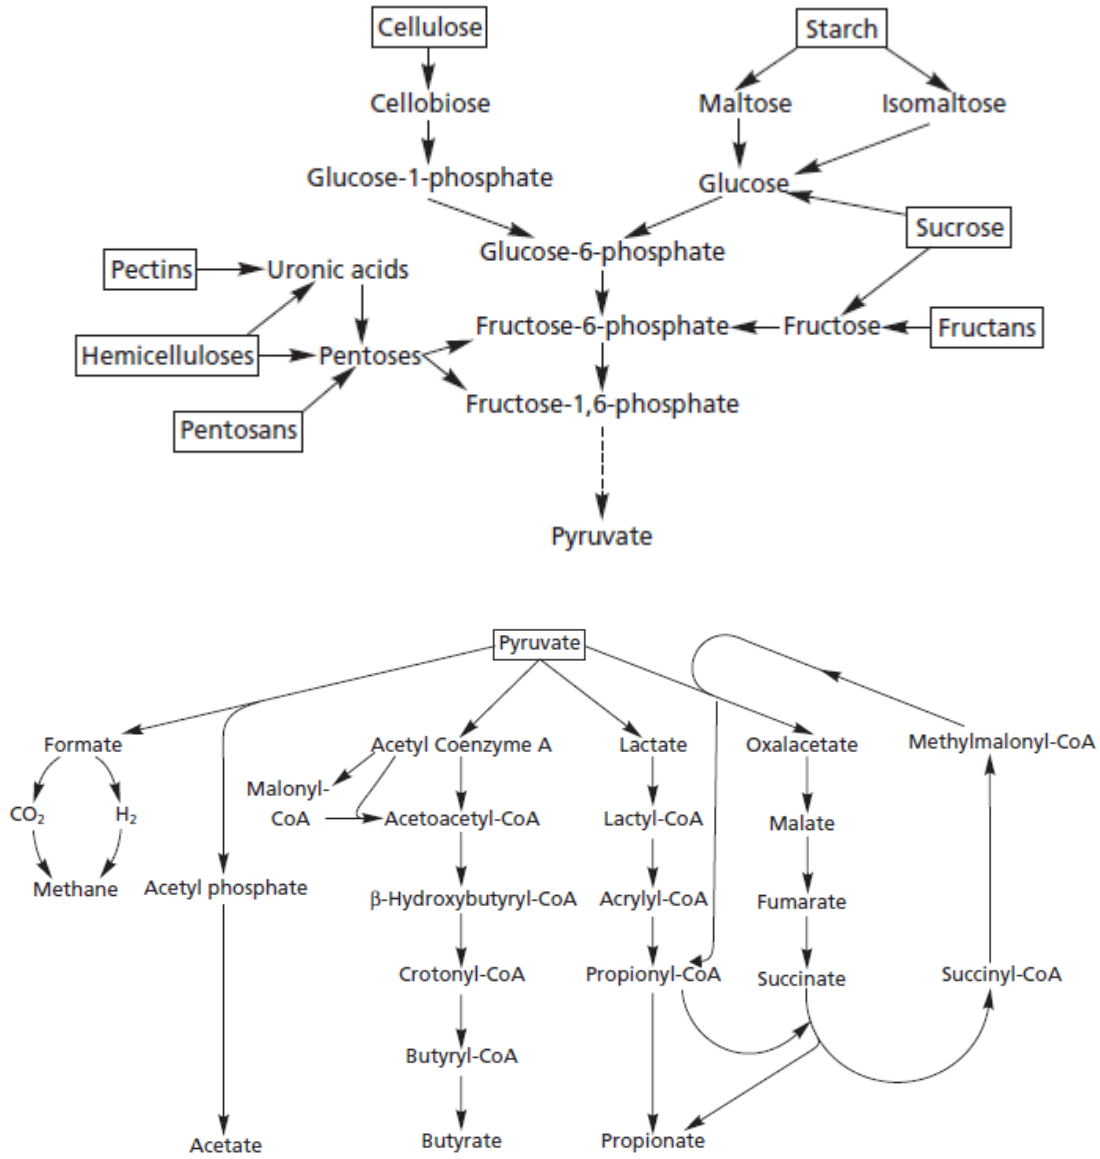 Cellulose
Starch
Cellobiose
Maltose
Isomaltose
Glucose-1-phosphate
Glucose
Sucrose
Glucose-6-phosphate
Pectins
Uronic acids
Fructose-6-phosphate
Fructose
Fructans
Hemicelluloses
Pentoses
Fructose-1,6-phosphate
Pentosans
Pyruvate
Pyruvate
Formate
Acetyl Coenzyme A
Lactate
Oxalacetate
Methylmalonyl-CoA
Malonyl-
CoA
CO₂
H₂
Acetoacetyl-CoA
Lactyl-CoA
Malate
Methane
Acetyl phosphate
β-Hydroxybutyryl-CoA
Acrylyl-CoA
Fumarate
Crotonyl-CoA
Propionyl-CoA
Succinate
Succinyl-CoA
Butyryl-CoA
Acetate
Butyrate
Propionate